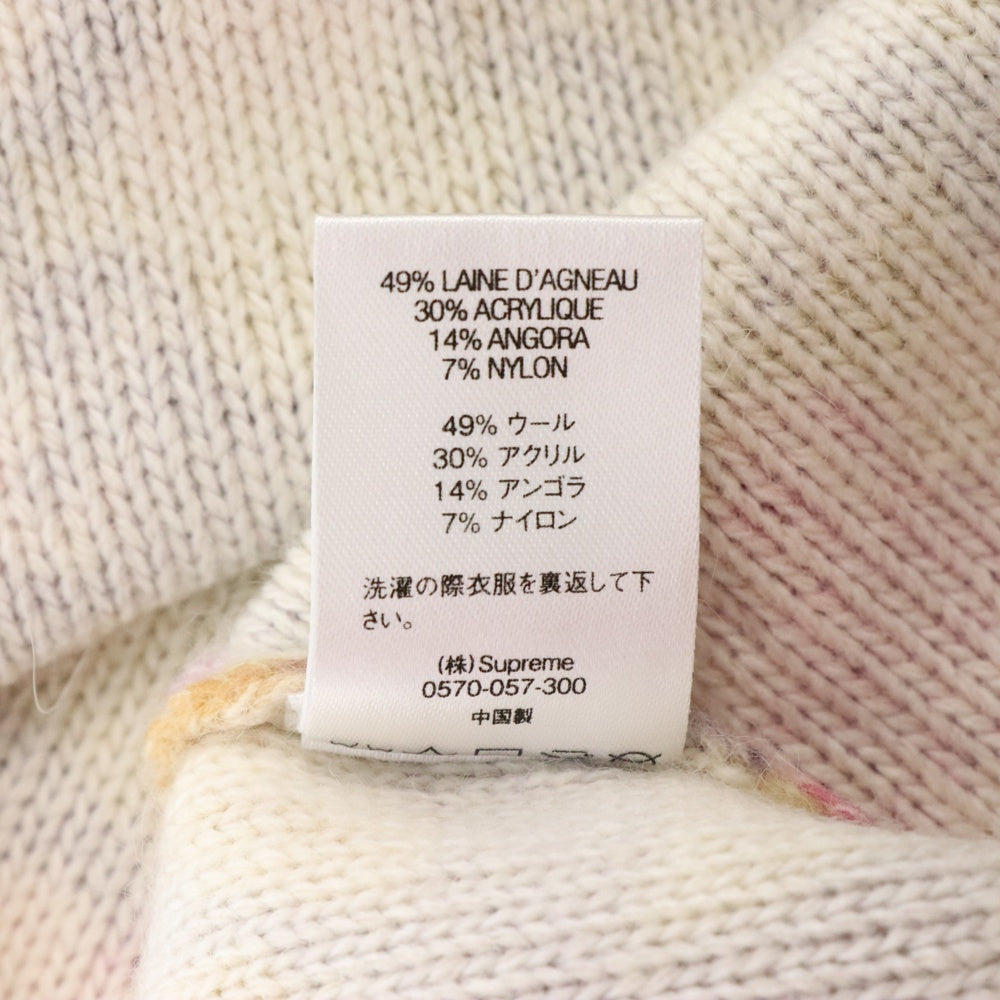 49% LAINE D'AGNEAU
30% ACRYLIQUE
14% ANGORA
7% NYLON
49% ウール
30% アクリル
14% アンゴラ
7% ナイロン
洗濯の際衣服を裏返して下
さい。
(株)Supreme
0570-057-300
中国製